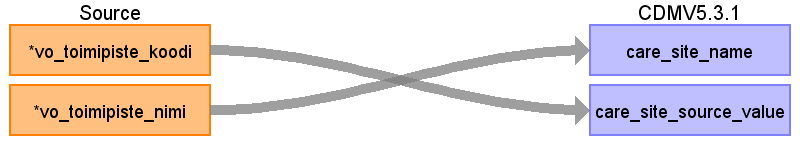 Source CDMV5.3.1
*vo_toimipiste_koodi care_site_name
*vo_toimipiste_nimi care_site_source_value